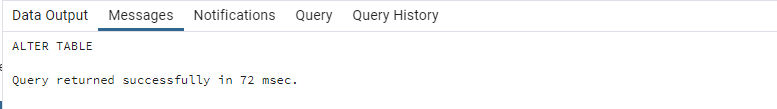 Data Output Messages Notifications Query Query History
ALTER TABLE
Query returned successfully in 72 msec.